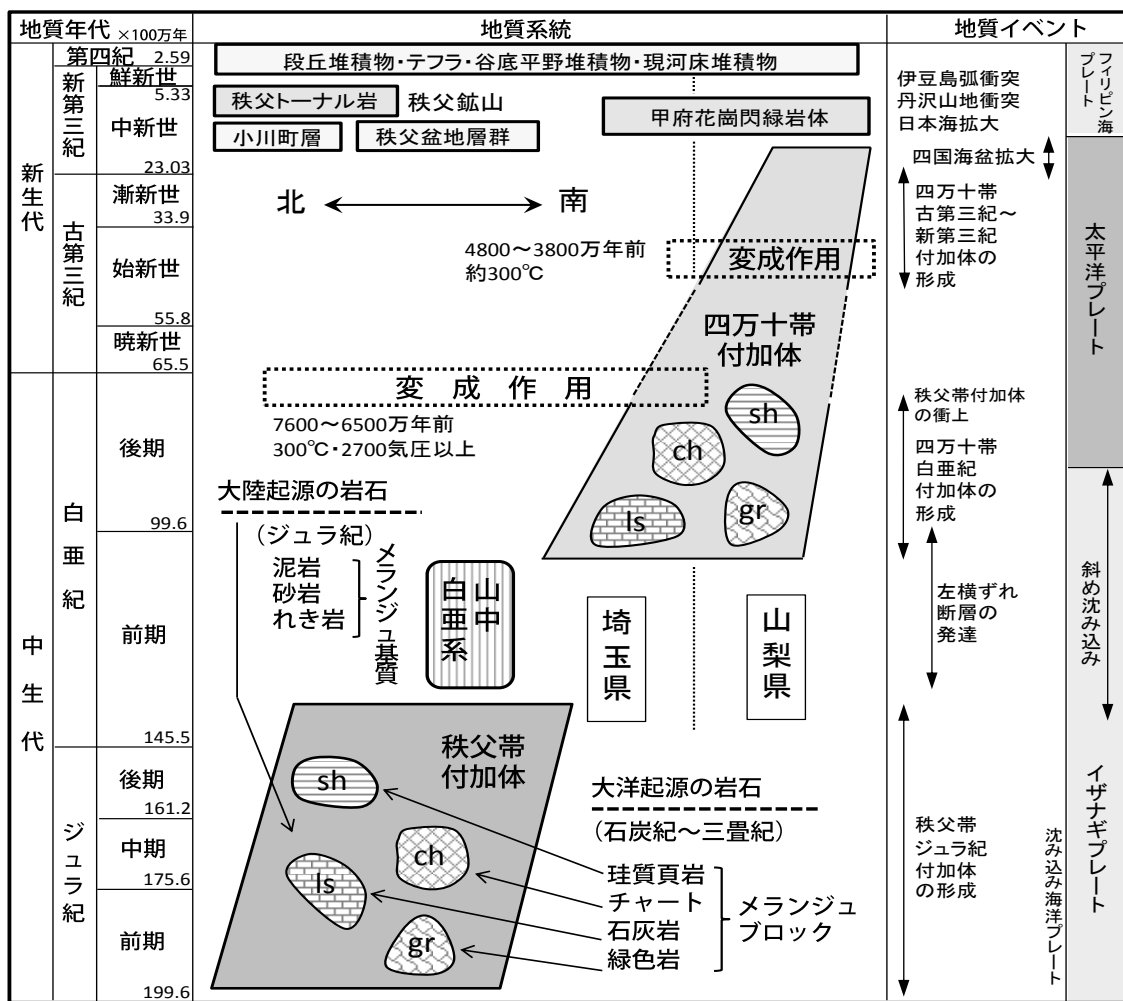 地質年代 ×100万年
地質系統
地質イベント
新生代
中生代
新第三紀
古第三紀
白亜紀
ジュラ紀
第四紀 2.59
鮮新世
5.33
中新世
23.03
漸新世
33.9
始新世
55.8
暁新世
65.5
後期
99.6
前期
145.5
後期
161.2
中期
175.6
前期
199.6
段丘堆積物・テフラ・谷底平野堆積物・現河床堆積物
秩父トーナル岩
秩父鉱山
甲府花崗閃緑岩体
小川町層
秩父盆地層群
北
南
4800～3800万年前
約300℃
変成作用
四万十帯
付加体
変成作用
7600～6500万年前
300℃・2700気圧以上
sh
ch
ls
gr
大陸起源の岩石
(ジュラ紀)
泥岩
砂岩
れき岩
メランジュ基質
山中
白亜系
埼玉県
山梨県
秩父帯
付加体
sh
ch
ls
gr
大洋起源の岩石
(石炭紀～三畳紀)
珪質頁岩
チャート
石灰岩
緑色岩
メランジュ
ブロック
伊豆島弧衝突
丹沢山地衝突
日本海拡大
四国海盆拡大
四万十帯
古第三紀～
新第三紀
付加体の
形成
秩父帯付加体
の衝上
四万十帯
白亜紀
付加体の
形成
左横ずれ
断層の
発達
秩父帯
ジュラ紀
付加体
の形成
フィリピン海
プレート
太平洋プレート
斜め沈み込み
イザナギプレート
沈み込み海洋プレート